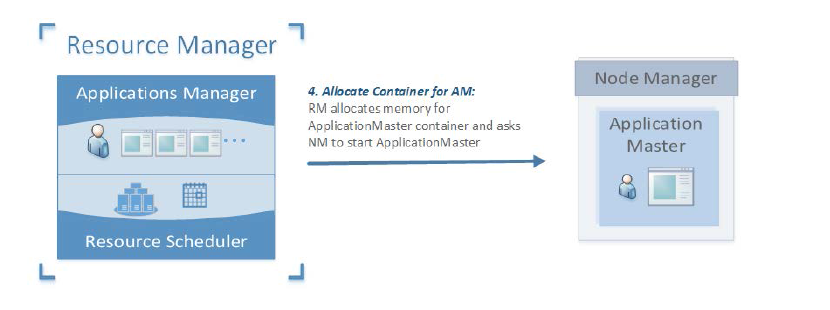 Resource Manager
Applications Manager
Resource Scheduler
4. Allocate Container for AM:
RM allocates memory for
ApplicationMaster container and asks
NM to start ApplicationMaster
Node Manager
Application
Master